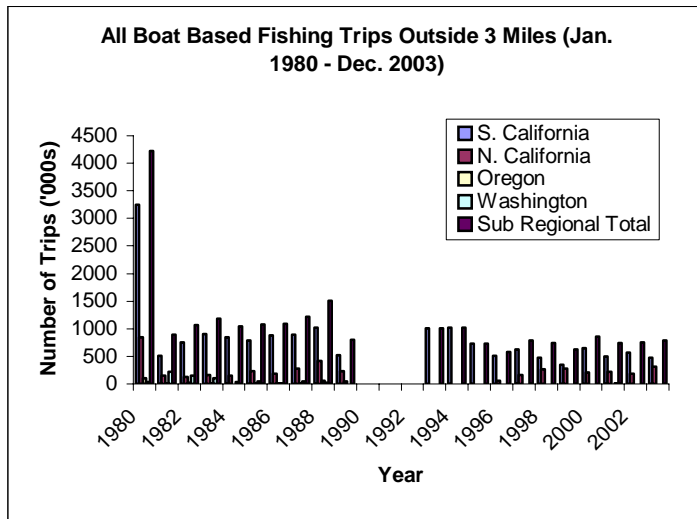 All Boat Based Fishing Trips Outside 3 Miles (Jan.
1980 - Dec. 2003)
Number of Trips ('000s)
4500
4000
3500
3000
2500
2000
1500
1000
500
0
S. California
N. California
Oregon
Washington
Sub Regional Total
1980
1982
1984
1986
1988
1990
1992
1994
1996
1998
2000
2002
Year